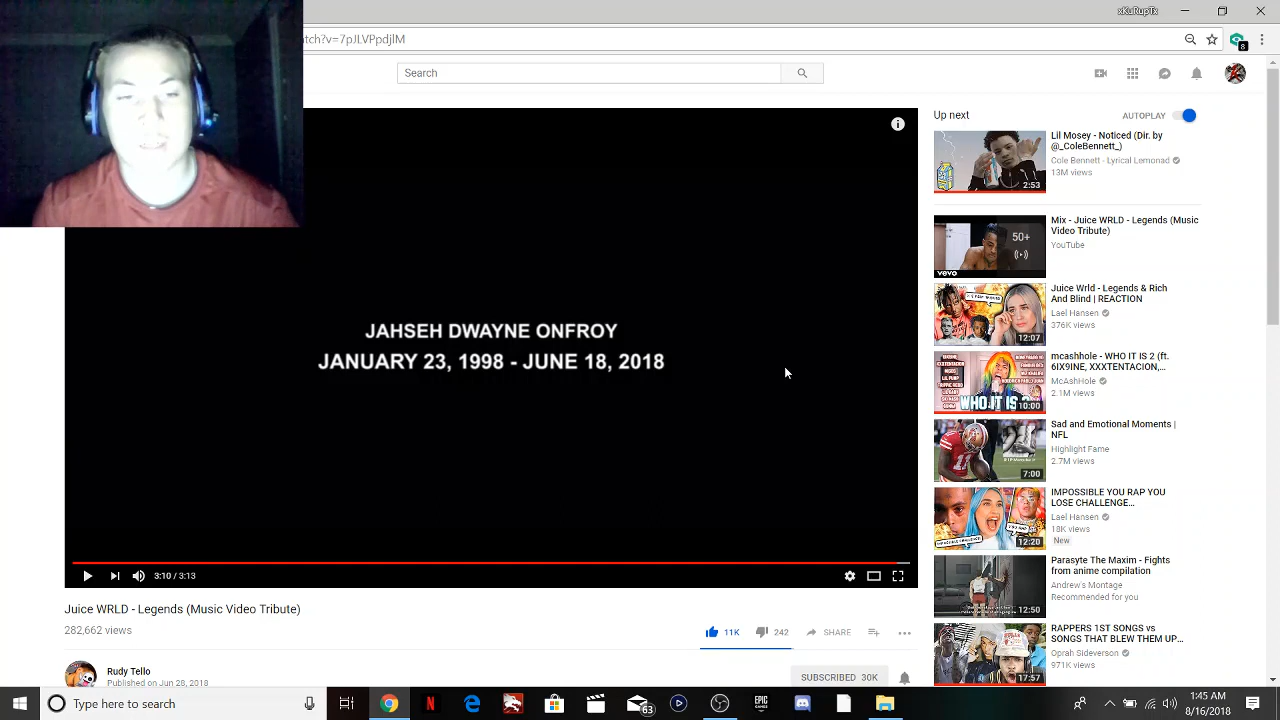 xKuRupTx
tch?v=7pJLVPpdjlM
8
Search
Up next
AUTOPLAY
JAHSEH DWAYNE ONFROY
JANUARY 23, 1998 - JUNE 18, 2018
3:10 / 3:13
Juice WRLD - Legends (Music Video Tribute)
282,662 views
11K
242
SHARE
Rudy Tello
Published on Jun 28, 2018
SUBSCRIBED 30K
2:53
Lil Mosey - Noticed (Dir. by
@_ColeBennett_)
Cole Bennett - Lyrical Lemonad
13M views
50+
vevo
Mix - Juice WRLD - Legends (Music
Video Tribute)
YouTube
12:07
Juice Wrld - Legends & Rich
And Blind | REACTION
Lael Hansen
376K views
WHO IT IS 2
10:00
mcashhole - WHO IT IS 2 (ft.
6IX9INE, XXXTENTACION,...
McAshHole
2.1M views
7:00
Sad and Emotional Moments |
NFL
Highlight Fame
2.7M views
12:20
IMPOSSIBLE YOU RAP YOU
LOSE CHALLENGE...
Lael Hansen
18K views
New
12:50
Parasyte The Maxim - Fights
from anime compilation
Andrew's Montage
Recommended for you
17:57
RAPPERS 1ST SONGS vs
SONGS THAT BLEW THEM UP...
Oprah Sideverson
971K views
Type here to search
63
EPIC
GAMES
1:45 AM
8/16/2018